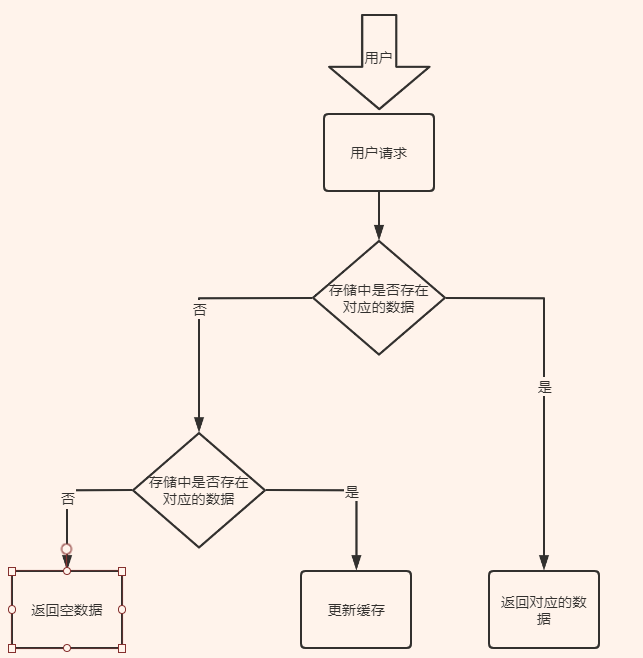 用户
用户请求
存储中是否存在
对应的数据
否
是
存储中是否存在
对应的数据
否
是
返回空数据
更新缓存
返回对应的数
据